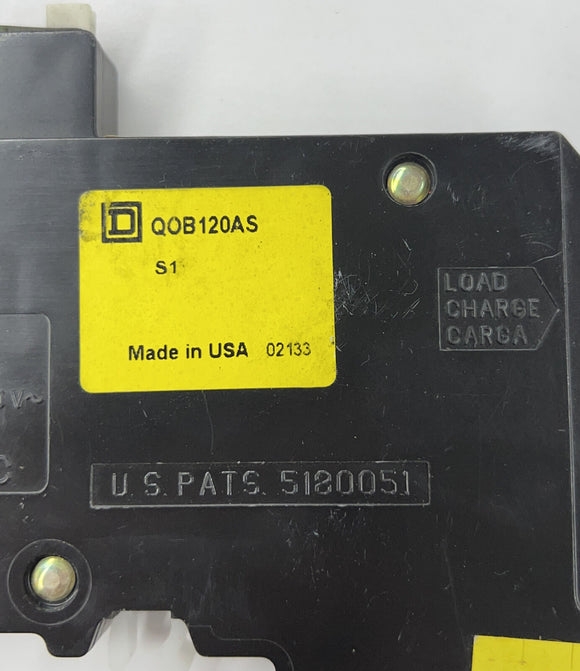 D QOB120AS
S1
Made in USA 02133
LOAD
CHARGE
CARGA
V~
C
U.S. PATS. 5180051